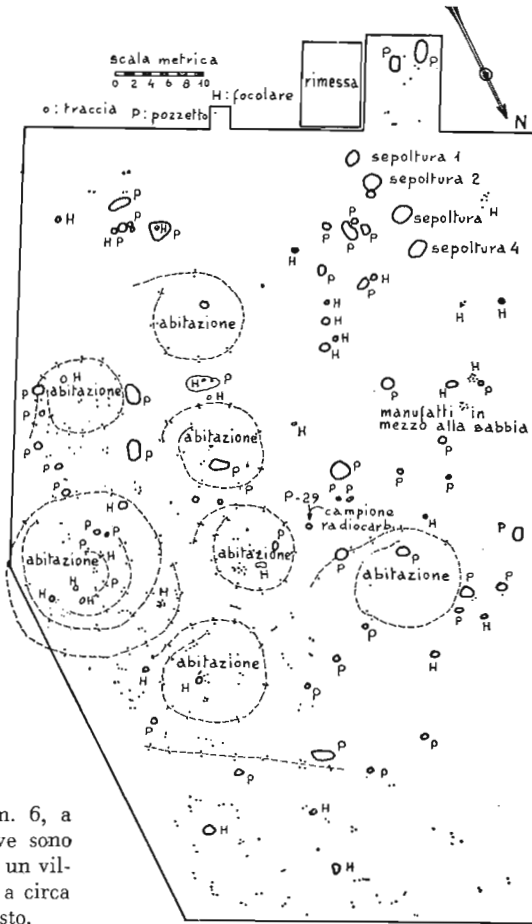 scala metrica
0 2 4 6 8 10
H: focolare
o: traccia P: pozzetto
rimessa
P
P
N
sepoltura 1
sepoltura 2
sepoltura
sepoltura 4
H
P
P
H
H P
H
P
P
P
P
H
H
P
P
H
H
H
H
H
H
abitazione
H
P
abitazione
P
P
H
P
H
P
H
P
manufatti in
mezzo alla sabbia
P
P
abitazione
P
H
P
P
P
P
P
P
P-29
campione
radiocarb.
H
H
P
P
abitazione
H
P
H
H
H
abitazione
P
H
P
P
abitazione
P
P
H
P
H
abitazione
H
H
P
P
H
P
P
P
P
P
H
H
H
m. 6, a
ve sono
un vil-
a circa
sto.